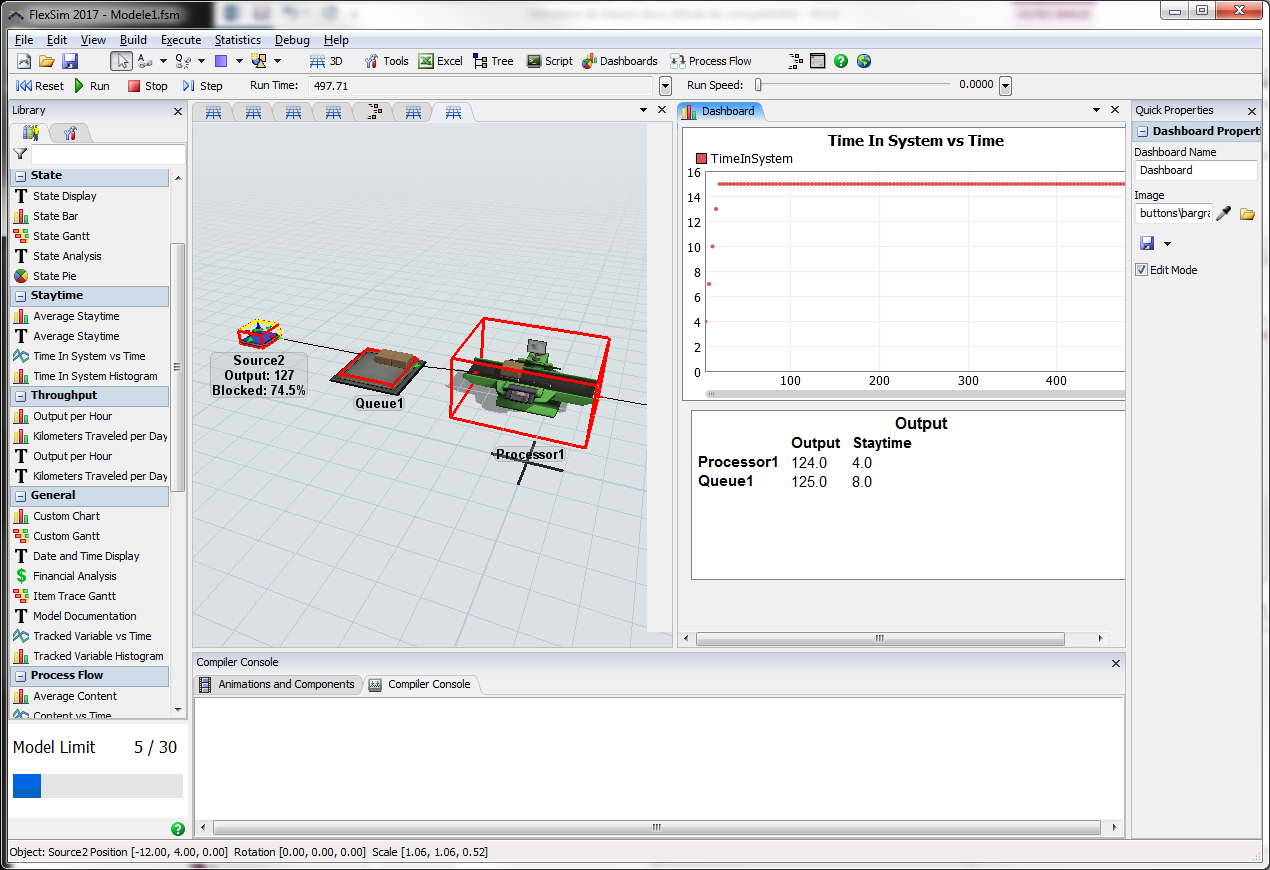 FlexSim 2017 - Modele1.fsm
File Edit View Build Execute Statistics Debug Help
3D Tools Excel Tree Script Dashboards Process Flow
Reset Run Stop Step Run Time: 497.71 Run Speed: 0.0000
Library
State
State Display
State Bar
State Gantt
State Analysis
State Pie
Staytime
Average Staytime
Average Staytime
Time In System vs Time
Time In System Histogram
Throughput
Output per Hour
Kilometers Traveled per Day
Output per Hour
Kilometers Traveled per Day
General
Custom Chart
Custom Gantt
Date and Time Display
Financial Analysis
Item Trace Gantt
Model Documentation
Tracked Variable vs Time
Tracked Variable Histogram
Process Flow
Average Content
Content vs Time
Model Limit 5 / 30
Source2
Output: 127
Blocked: 74.5%
Queue1
Processor1
Dashboard
Time In System vs Time
TimeInSystem
16
14
12
10
8
6
4
2
0
100 200 300 400
Output
Output Staytime
Processor1 124.0 4.0
Queue1 125.0 8.0
Quick Properties
Dashboard Properti
Dashboard Name
Dashboard
Image
buttons\bargra
Edit Mode
Compiler Console
Animations and Components Compiler Console
Object: Source2 Position [-12.00, 4.00, 0.00] Rotation [0.00, 0.00, 0.00] Scale [1.06, 1.06, 0.52]